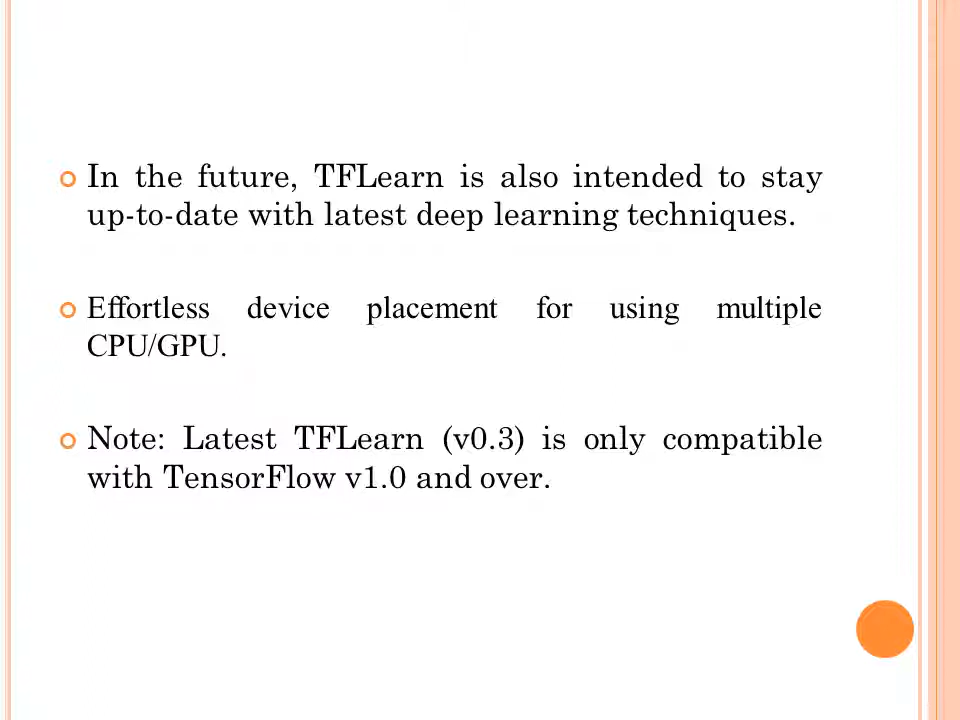 In the future, TFLearn is also intended to stay
up-to-date with latest deep learning techniques.
Effortless device placement for using multiple
CPU/GPU.
Note: Latest TFLearn (v0.3) is only compatible
with TensorFlow v1.0 and over.